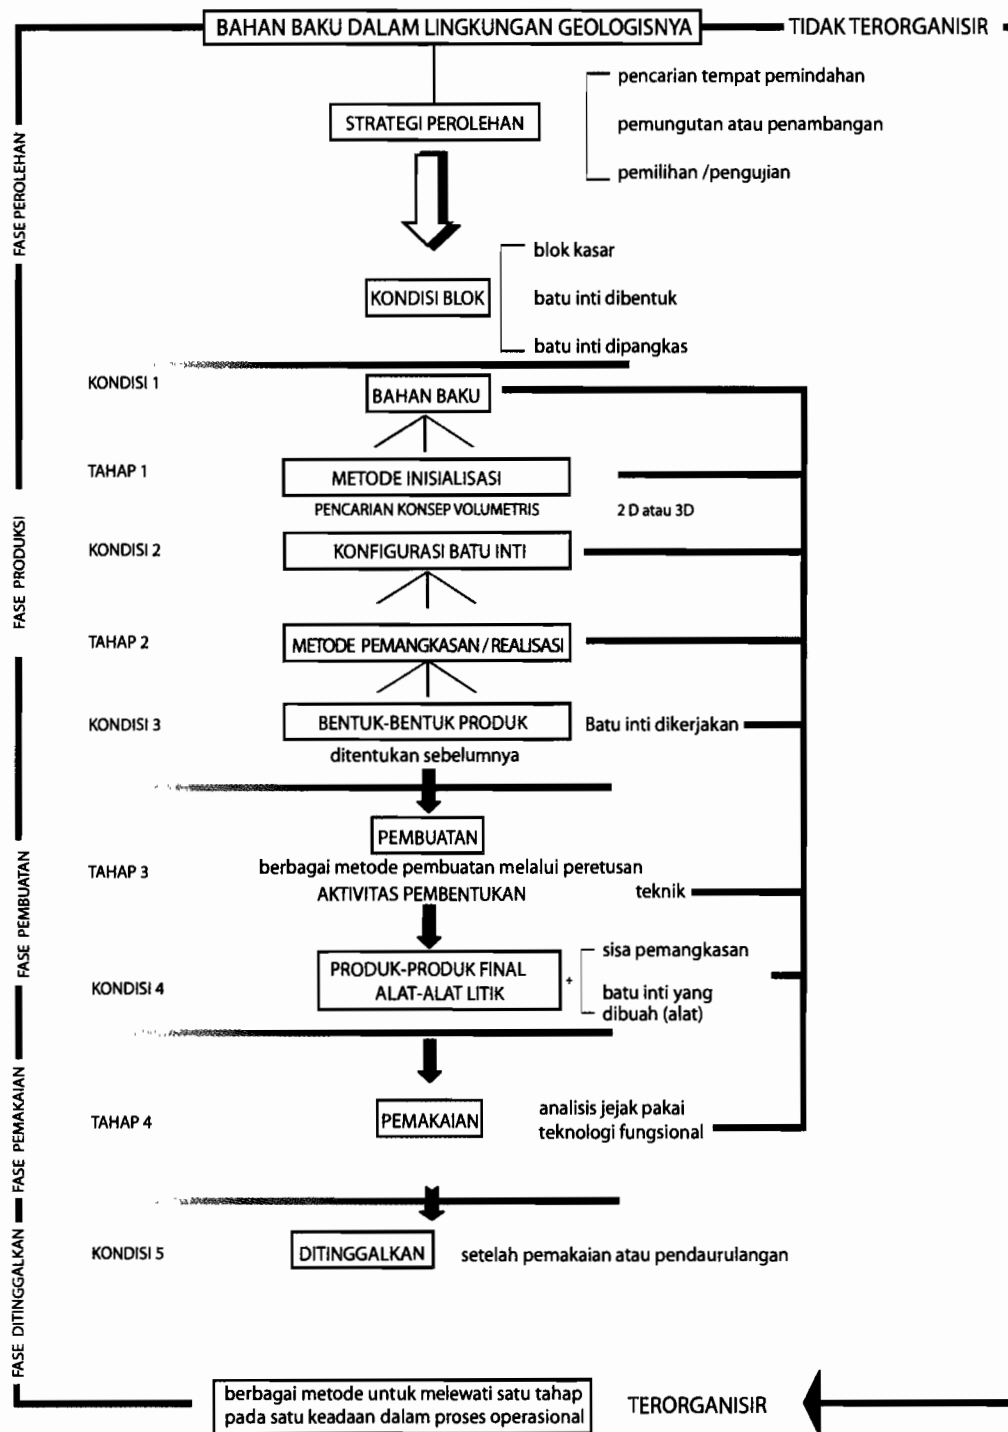 BAHAN BAKU DALAM LINGKUNGAN GEOLOGISNYA
TIDAK TERORGANISIR
FASE PEROLEHAN
STRATEGI PEROLEHAN
pencarian tempat pemindahan
pemungutan atau penambangan
pemilihan /pengujian
KONDISI BLOK
blok kasar
batu inti dibentuk
batu inti dipangkas
FASE PRODUKSI
KONDISI 1
BAHAN BAKU
TAHAP 1
METODE INISIALISASI
PENCARIAN KONSEP VOLUMETRIS
2 D atau 3D
KONDISI 2
KONFIGURASI BATU INTI
TAHAP 2
METODE PEMANGKASAN / REALISASI
KONDISI 3
BENTUK-BENTUK PRODUK
Batu inti dikerjakan
ditentukan sebelumnya
FASE PEMBUATAN
PEMBUATAN
TAHAP 3
berbagai metode pembuatan melalui peretusan
AKTIVITAS PEMBENTUKAN
teknik
KONDISI 4
PRODUK-PRODUK FINAL
ALAT-ALAT LITIK
+
sisa pemangkasan
batu inti yang
dibuah (alat)
FASE PEMAKAIAN
TAHAP 4
PEMAKAIAN
analisis jejak pakai
teknologi fungsional
FASE DITINGGALKAN
KONDISI 5
DITINGGALKAN
setelah pemakaian atau pendaurulangan
berbagai metode untuk melewati satu tahap
pada satu keadaan dalam proses operasional
TERORGANISIR